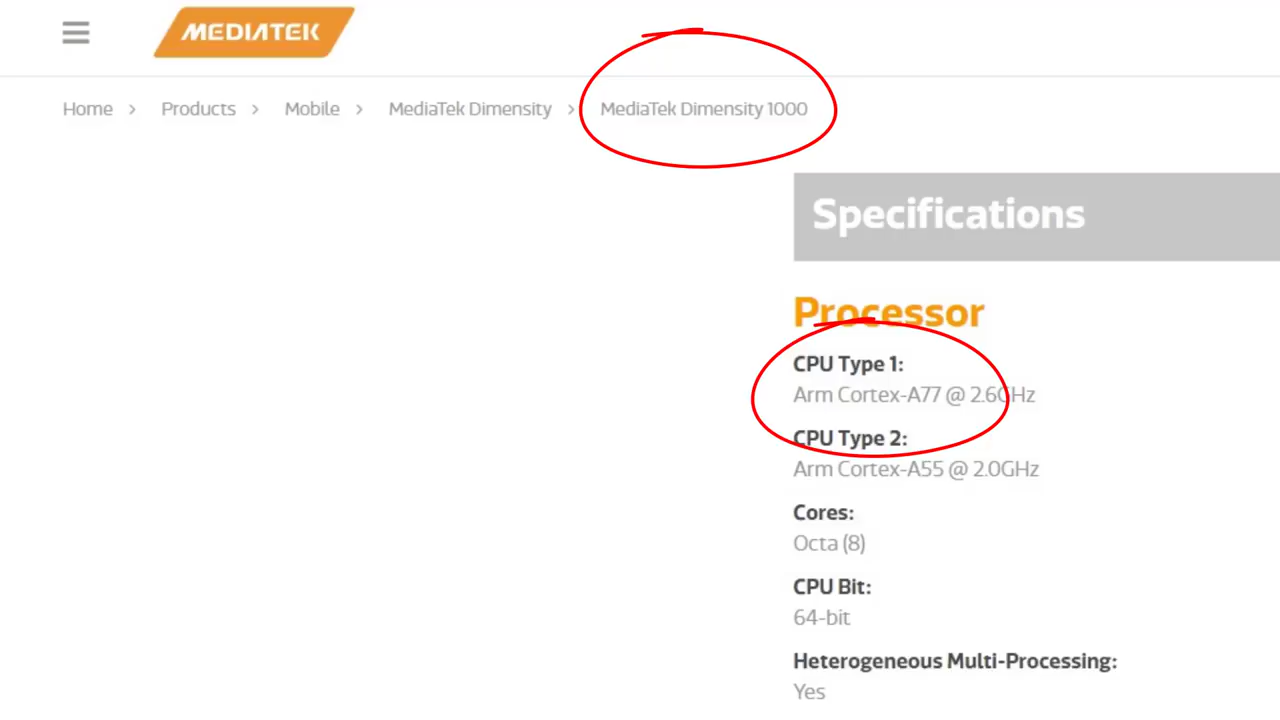 MEDIATEK
Home > Products > Mobile > MediaTek Dimensity > MediaTek Dimensity 1000
Specifications
Processor
CPU Type 1:
Arm Cortex-A77 @ 2.6GHz
CPU Type 2:
Arm Cortex-A55 @ 2.0GHz
Cores:
Octa (8)
CPU Bit:
64-bit
Heterogeneous Multi-Processing:
Yes